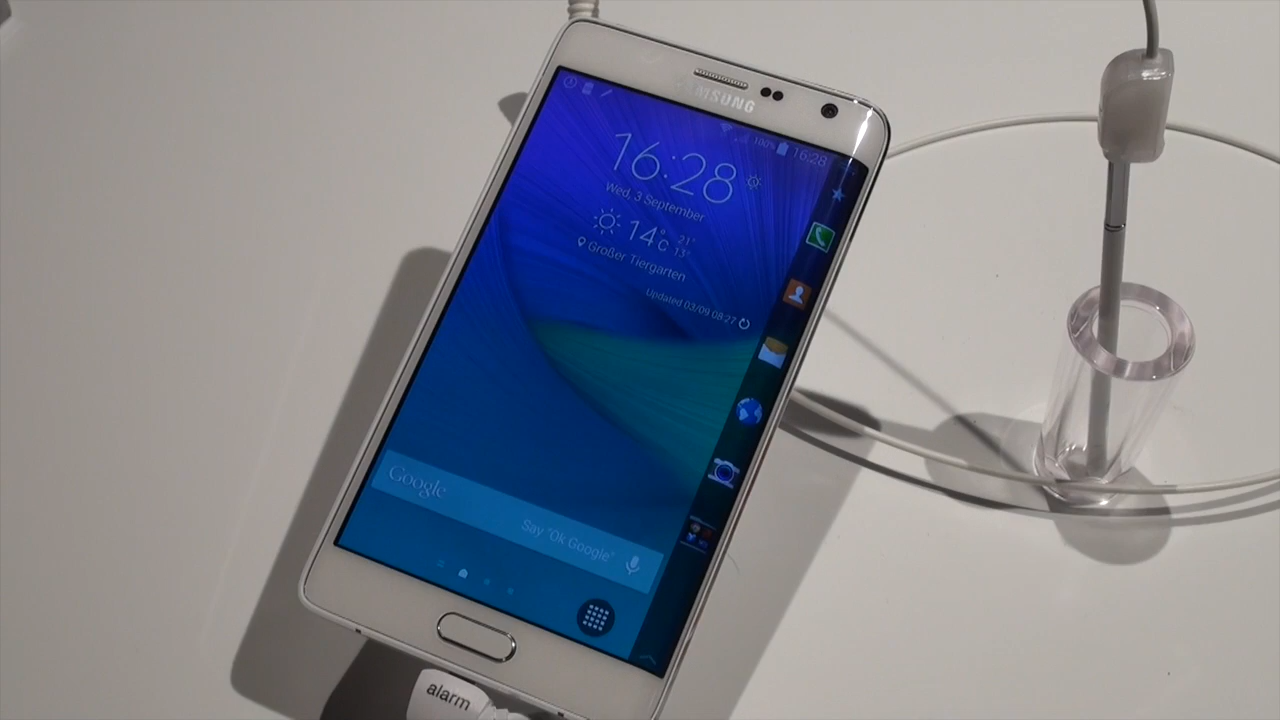 SAMSUNG
100% 16:28
16:28
Wed, 3 September
14°C 21° 13°
Großer Tiergarten
Updated 03/09 08:27
Google
Say "Ok Google"
alarm